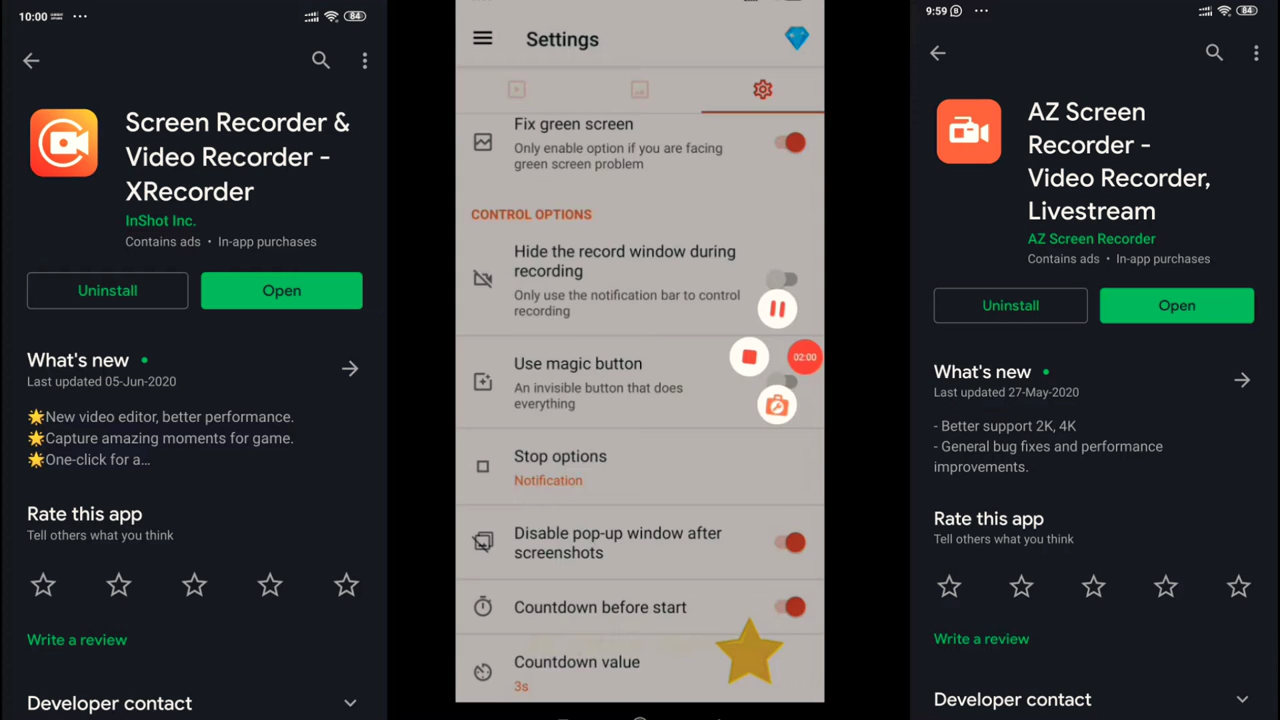 10:00
84
Screen Recorder &
Video Recorder -
XRecorder
InShot Inc.
Contains ads • In-app purchases
Uninstall
Open
What's new •
Last updated 05-Jun-2020
🌟New video editor, better performance.
🌟Capture amazing moments for game.
🌟One-click for a...
Rate this app
Tell others what you think
Write a review
Developer contact
Settings
Fix green screen
Only enable option if you are facing
green screen problem
CONTROL OPTIONS
Hide the record window during
recording
Only use the notification bar to control
recording
Use magic button
An invisible button that does
everything
02:00
Stop options
Notification
Disable pop-up window after
screenshots
Countdown before start
Countdown value
3s
9:59
84
AZ Screen
Recorder -
Video Recorder,
Livestream
AZ Screen Recorder
Contains ads • In-app purchases
Uninstall
Open
What's new •
Last updated 27-May-2020
- Better support 2K, 4K
- General bug fixes and performance
improvements.
Rate this app
Tell others what you think
Write a review
Developer contact